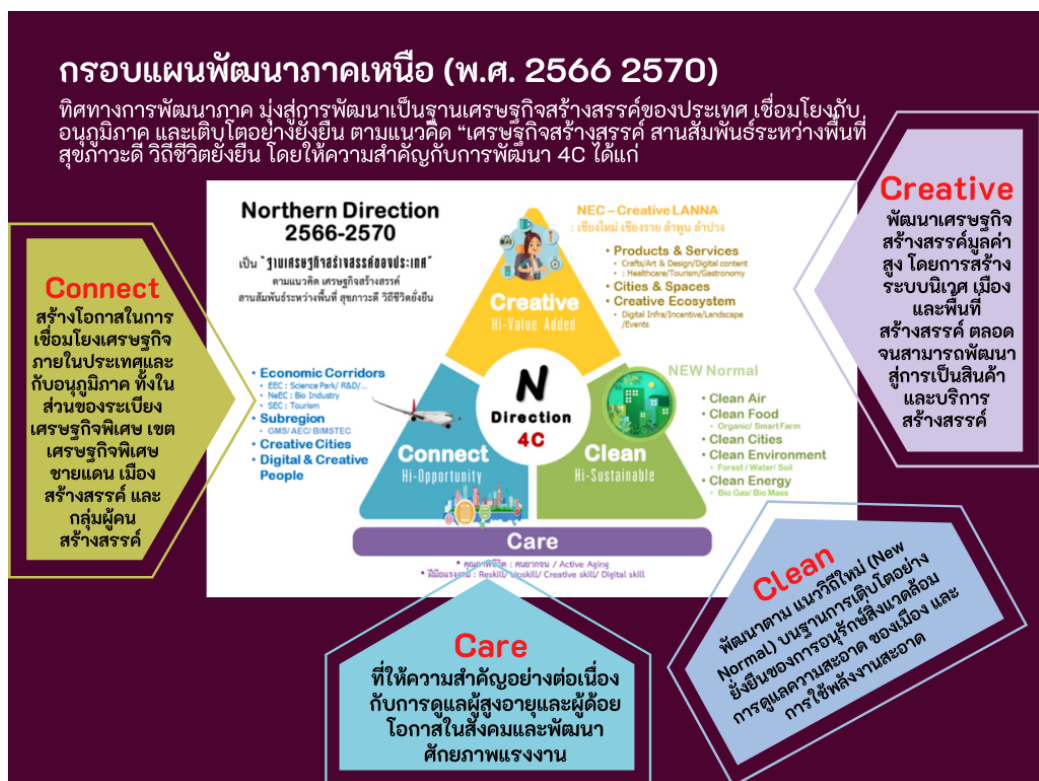 กรอบแผนพัฒนาภาคเหนือ (พ.ศ. 2566 2570)
ทิศทางการพัฒนาภาค มุ่งสู่การพัฒนาเป็นฐานเศรษฐกิจสร้างสรรค์ของประเทศ เชื่อมโยงกับ
อนุภูมิภาค และเติบโตอย่างยั่งยืน ตามแนวคิด “เศรษฐกิจสร้างสรรค์ สานสัมพันธ์ระหว่างพื้นที่
สุขภาวะดี วิถีชีวิตยั่งยืน โดยให้ความสำคัญกับการพัฒนา 4C ได้แก่
Connect
สร้างโอกาสในการ
เชื่อมโยงเศรษฐกิจ
ภายในประเทศและ
กับอนุภูมิภาค ทั้งใน
ส่วนของระเบียง
เศรษฐกิจพิเศษ เขต
เศรษฐกิจพิเศษ
ชายแดน เมือง
สร้างสรรค์ และ
กลุ่มผู้คน
สร้างสรรค์
Northern Direction
2566-2570
เป็น "ฐานเศรษฐกิจสร้างสรรค์ของประเทศ"
ตามแนวคิด เศรษฐกิจสร้างสรรค์
สานสัมพันธ์ระหว่างพื้นที่ สุขภาวะดี วิถีชีวิตยั่งยืน
NEC – Creative LANNA
: เชียงใหม่ เชียงราย ลำพูน ลำปาง
• Products & Services
• Crafts/Art & Design/Digital content
• : Healthcare/Tourism/Gastronomy
• Cities & Spaces
• Creative Ecosystem
• Digital Infra/Incentive/Landscape
/Events
Creative
Hi-Value Added
• Economic Corridors
• EEC : Science Park/ R&D/...
• NeEC : Bio Industry
• SEC : Tourism
• Subregion
• GMS/ AEC/ BIMSTEC
• Creative Cities
• Digital & Creative
People
N
Direction
4C
Connect
Hi-Opportunity
Clean
Hi-Sustainable
NEW Normal
• Clean Air
• Clean Food
• Organic/ Smart Farm
• Clean Cities
• Clean Environment
• Forest / Water/ Soil
• Clean Energy
• Bio Gas/ Bio Mass
Care
• คุณภาพชีวิต : คนยากจน / Active Aging
• ฝีมือแรงงาน : Reskill/ Upskill/ Creative skill/ Digital skill
Creative
พัฒนาเศรษฐกิจ
สร้างสรรค์มูลค่า
สูง โดยการสร้าง
ระบบนิเวศ เมือง
และพื้นที่
สร้างสรรค์ ตลอด
จนสามารถพัฒนา
สู่การเป็นสินค้า
และบริการ
สร้างสรรค์
Clean
พัฒนาตาม แนววิถีใหม่ (New
Normal) บนฐานการเติบโตอย่าง
ยั่งยืนของการอนุรักษ์สิ่งแวดล้อม
การดูแลความสะอาด ของเมือง และ
การใช้พลังงานสะอาด
Care
ที่ให้ความสำคัญอย่างต่อเนื่อง
กับการดูแลผู้สูงอายุและผู้ด้อย
โอกาสในสังคมและพัฒนา
ศักยภาพแรงงาน